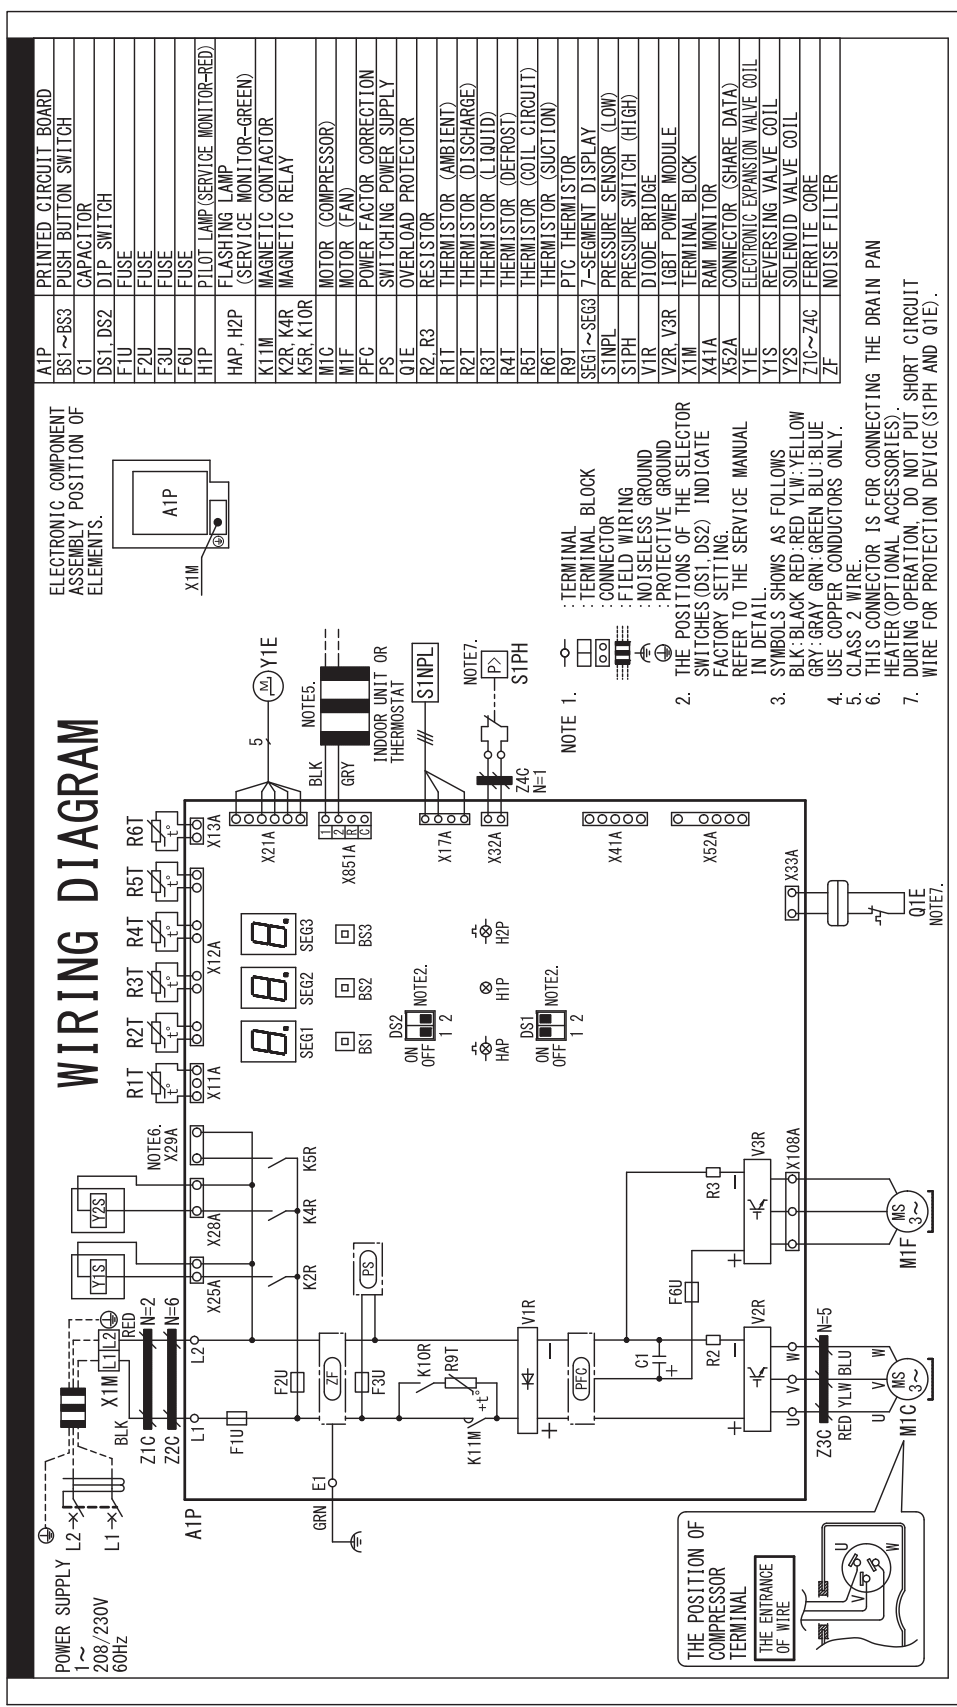 WIRING DIAGRAM
POWER SUPPLY
1~
208/230V
60Hz
L2
L1
X1M
L1 L2
BLK
RED
Z1C
N=2
Z2C
N=6
L1
L2
A1P
F1U
GRN
E1
Y1S
Y2S
X25A
X28A
NOTE6.
X29A
K2R
K4R
K5R
F2U
ZF
F3U
PS
K10R
R9T
+t°
K11M
V1R
+
−
PFC
C1
+
R2
R3
F6U
+
−
V2R
+
−
V3R
X108A
U
V
W
Z3C
N=5
RED YLW BLU
U
V
W
MS
3~
M1C
MS
3~
M1F
THE POSITION OF
COMPRESSOR
TERMINAL
THE ENTRANCE
OF WIRE
U
V
W
R1T
R2T
R3T
R4T
R5T
R6T
t°
t°
t°
t°
t°
t°
X11A
X12A
X13A
SEG1
SEG2
SEG3
BS1
BS2
BS3
DS2
ON
OFF
1 2
NOTE2.
HAP
H1P
H2P
DS1
ON
OFF
1 2
NOTE2.
X21A
5
M
Y1E
X851A
1
2
R
C
BLK
GRY
NOTE5.
INDOOR UNIT OR
THERMOSTAT
X17A
S1NPL
X32A
Z4C
N=1
NOTE7.
P>
S1PH
X41A
X52A
X33A
Q1E
NOTE7.
ELECTRONIC COMPONENT
ASSEMBLY POSITION OF
ELEMENTS.
A1P
X1M
NOTE 1.
:TERMINAL
:TERMINAL BLOCK
:CONNECTOR
:FIELD WIRING
:NOISELESS GROUND
:PROTECTIVE GROUND
2. THE POSITIONS OF THE SELECTOR
SWITCHES(DS1, DS2) INDICATE
FACTORY SETTING.
REFER TO THE SERVICE MANUAL
IN DETAIL.
3. SYMBOLS SHOWS AS FOLLOWS
BLK:BLACK RED:RED YLW:YELLOW
GRY:GRAY GRN:GREEN BLU:BLUE
4. USE COPPER CONDUCTORS ONLY.
5. CLASS 2 WIRE.
6. THIS CONNECTOR IS FOR CONNECTING THE DRAIN PAN
HEATER(OPTIONAL ACCESSORIES).
7. DURING OPERATION, DO NOT PUT SHORT CIRCUIT
WIRE FOR PROTECTION DEVICE(S1PH AND Q1E).
A1P PRINTED CIRCUIT BOARD
BS1~BS3 PUSH BUTTON SWITCH
C1 CAPACITOR
DS1, DS2 DIP SWITCH
F1U FUSE
F2U FUSE
F3U FUSE
F6U FUSE
H1P PILOT LAMP(SERVICE MONITOR-RED)
HAP, H2P FLASHING LAMP
(SERVICE MONITOR-GREEN)
K11M MAGNETIC CONTACTOR
K2R, K4R MAGNETIC RELAY
K5R, K10R
M1C MOTOR (COMPRESSOR)
M1F MOTOR (FAN)
PFC POWER FACTOR CORRECTION
PS SWITCHING POWER SUPPLY
Q1E OVERLOAD PROTECTOR
R2, R3 RESISTOR
R1T THERMISTOR (AMBIENT)
R2T THERMISTOR (DISCHARGE)
R3T THERMISTOR (LIQUID)
R4T THERMISTOR (DEFROST)
R5T THERMISTOR (COIL CIRCUIT)
R6T THERMISTOR (SUCTION)
R9T PTC THERMISTOR
SEG1~SEG3 7-SEGMENT DISPLAY
S1NPL PRESSURE SENSOR (LOW)
S1PH PRESSURE SWITCH (HIGH)
V1R DIODE BRIDGE
V2R, V3R IGBT POWER MODULE
X1M TERMINAL BLOCK
X41A RAM MONITOR
X52A CONNECTOR (SHARE DATA)
Y1E ELECTRONIC EXPANSION VALVE COIL
Y1S REVERSING VALVE COIL
Y2S SOLENOID VALVE COIL
Z1C~Z4C FERRITE CORE
ZF NOISE FILTER